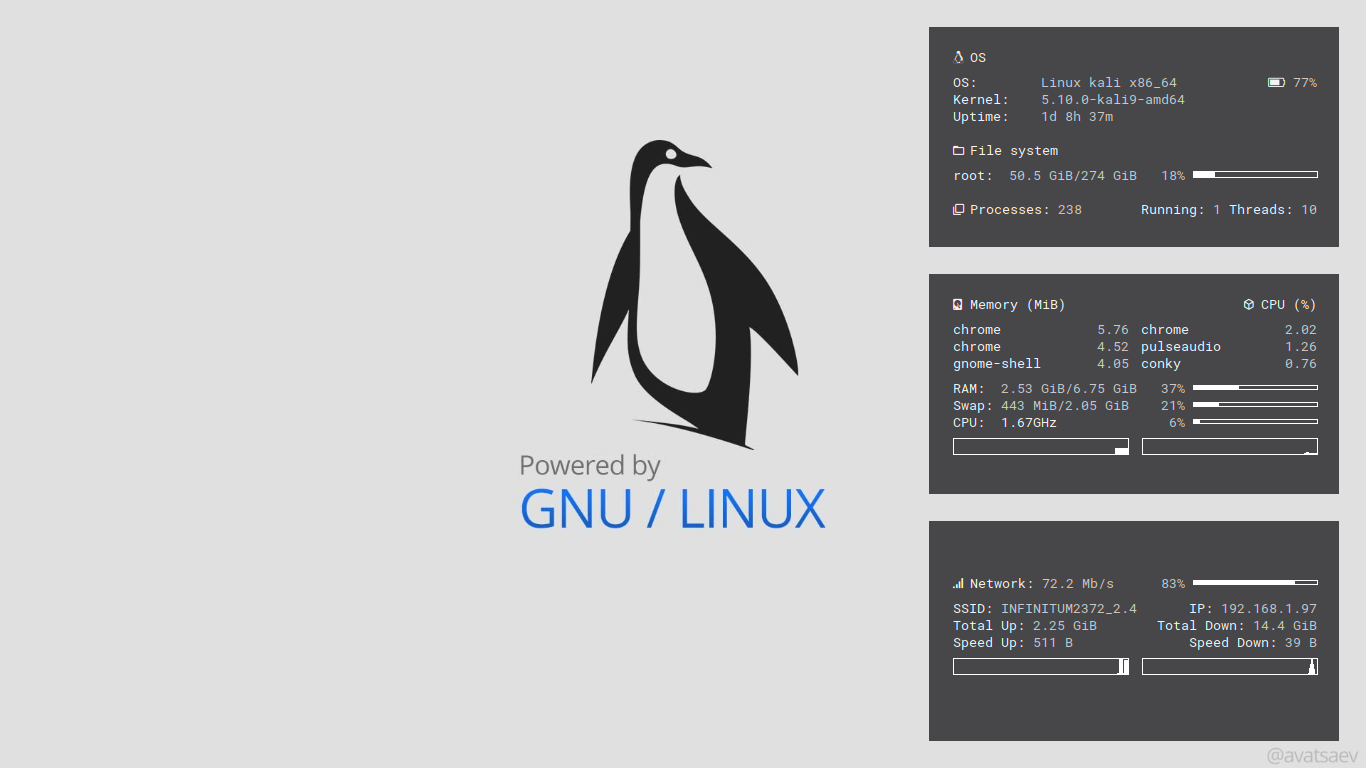 Powered by
GNU / LINUX
OS
OS: Linux kali x86_64 77%
Kernel: 5.10.0-kali9-amd64
Uptime: 1d 8h 37m
File system
root: 50.5 GiB/274 GiB 18%
Processes: 238 Running: 1 Threads: 10
Memory (MiB) CPU (%)
chrome 5.76 chrome 2.02
chrome 4.52 pulseaudio 1.26
gnome-shell 4.05 conky 0.76
RAM: 2.53 GiB/6.75 GiB 37%
Swap: 443 MiB/2.05 GiB 21%
CPU: 1.67GHz 6%
Network: 72.2 Mb/s 83%
SSID: INFINITUM2372_2.4 IP: 192.168.1.97
Total Up: 2.25 GiB Total Down: 14.4 GiB
Speed Up: 511 B Speed Down: 39 B
@avatsaev